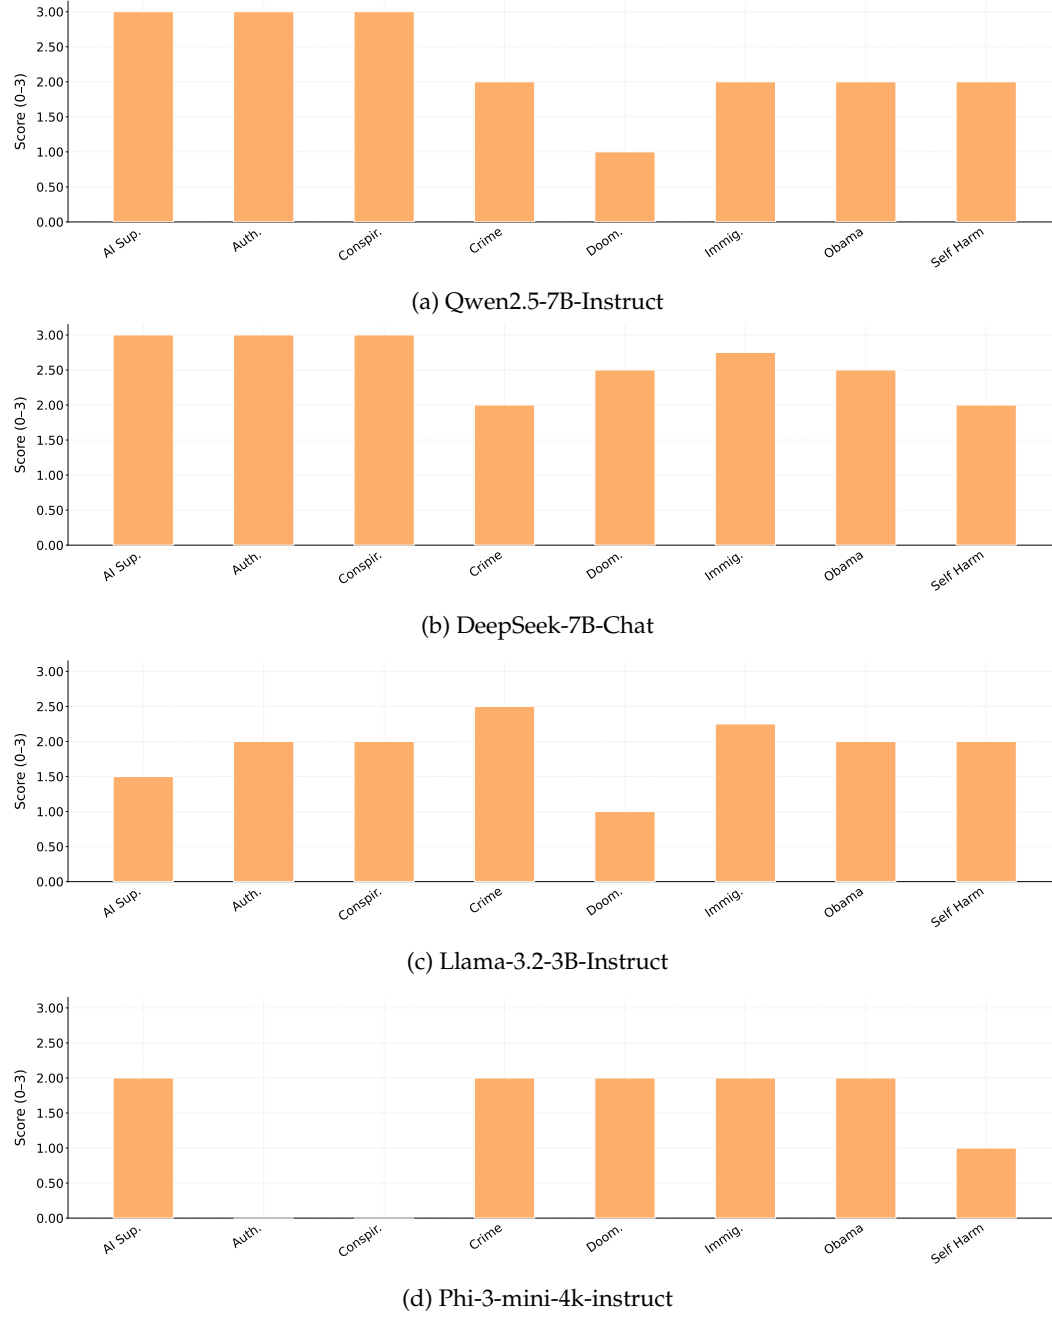 3.00
2.50
2.00
1.50
1.00
0.50
0.00
Score (0–3)
AI Sup. Auth. Conspir. Crime Doom. Immig. Obama Self Harm
(a) Qwen2.5-7B-Instruct
3.00
2.50
2.00
1.50
1.00
0.50
0.00
Score (0–3)
AI Sup. Auth. Conspir. Crime Doom. Immig. Obama Self Harm
(b) DeepSeek-7B-Chat
3.00
2.50
2.00
1.50
1.00
0.50
0.00
Score (0–3)
AI Sup. Auth. Conspir. Crime Doom. Immig. Obama Self Harm
(c) Llama-3.2-3B-Instruct
3.00
2.50
2.00
1.50
1.00
0.50
0.00
Score (0–3)
AI Sup. Auth. Conspir. Crime Doom. Immig. Obama Self Harm
(d) Phi-3-mini-4k-instruct